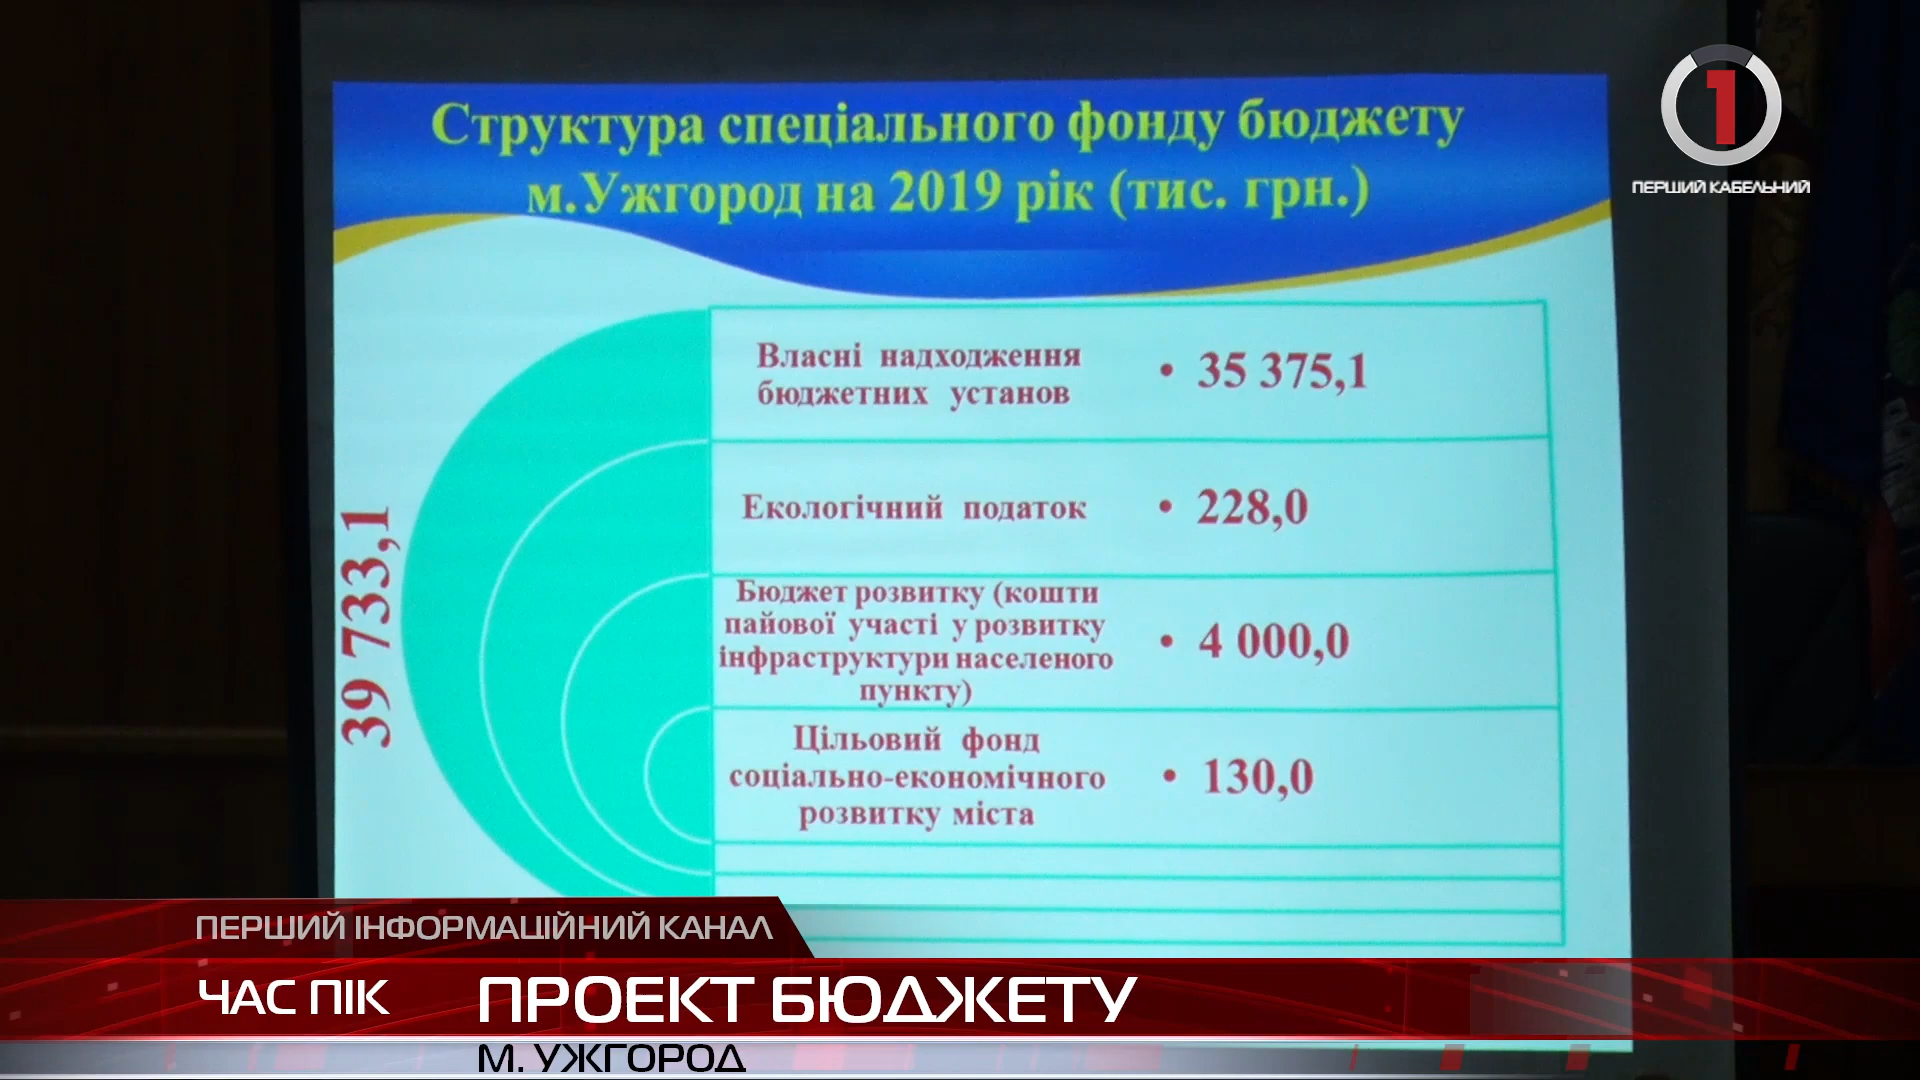 Структура спеціального фонду бюджету
м.Ужгород на 2019 рік (тис. грн.)
1
ПЕРШИЙ КАБЕЛЬНИЙ
39 733,1
Власні надходження
бюджетних установ
• 35 375,1
Екологічний податок
• 228,0
Бюджет розвитку (кошти
пайової участі у розвитку
інфраструктури населеного
пункту)
• 4 000,0
Цільовий фонд
соціально-економічного
розвитку міста
• 130,0
ПЕРШИЙ ІНФОРМАЦІЙНИЙ КАНАЛ
ЧАС ПІК
ПРОЕКТ БЮДЖЕТУ
М. УЖГОРОД